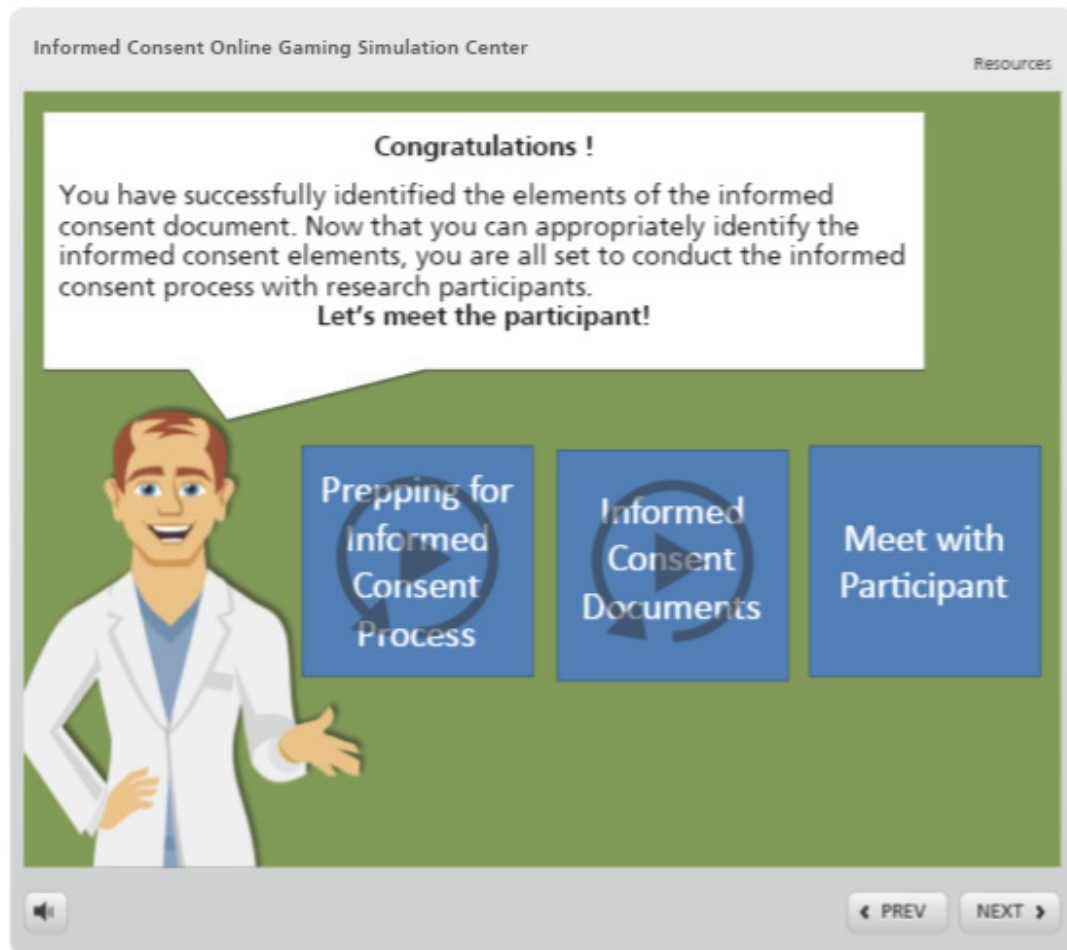 Informed Consent Online Gaming Simulation Center
Resources
Congratulations !
You have successfully identified the elements of the informed
consent document. Now that you can appropriately identify the
informed consent elements, you are all set to conduct the informed
consent process with research participants.
Let's meet the participant!
Prepping for
Informed
Consent
Process
Informed
Consent
Documents
Meet with
Participant
PREV
NEXT